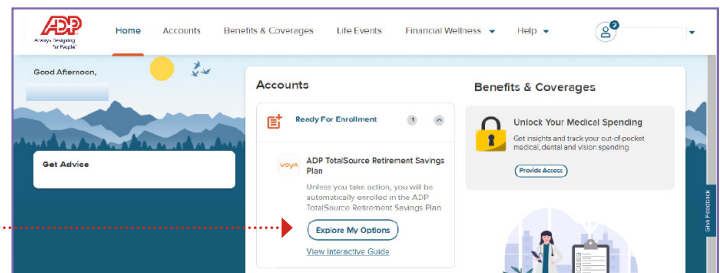 ADP
Always Designing
for People
Home Accounts Benefits & Coverages Life Events Financial Wellness Help 2
Good Afternoon,
Get Advice
Accounts
Ready For Enrollment 1
VOYA
ADP TotalSource Retirement Savings
Plan
Unless you take action, you will be
automatically enrolled in the ADP
TotalSource Retirement Savings Plan
Explore My Options
View Interactive Guide
Benefits & Coverages
Unlock Your Medical Spending
Get insights and track your out-of-pocket
medical, dental and vision spending
Provide Access
Give Feedback